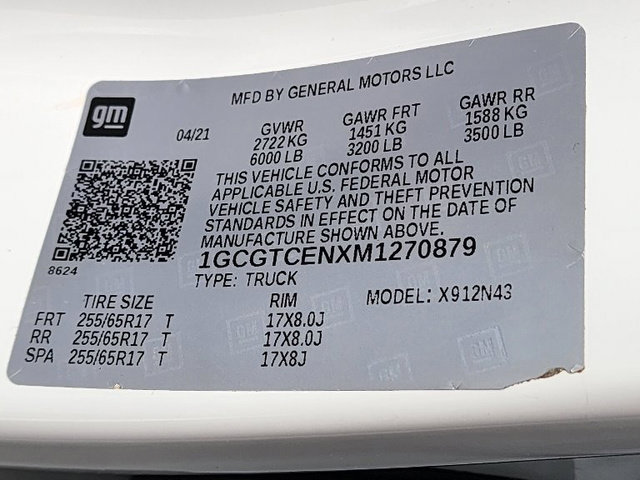 MFD BY GENERAL MOTORS LLC
gm
04/21 GVWR GAWR FRT GAWR RR
2722 KG 1451 KG 1588 KG
6000 LB 3200 LB 3500 LB
THIS VEHICLE CONFORMS TO ALL
APPLICABLE U.S. FEDERAL MOTOR
VEHICLE SAFETY AND THEFT PREVENTION
STANDARDS IN EFFECT ON THE DATE OF
MANUFACTURE SHOWN ABOVE.
8624
1GCGTCENXM1270879
TYPE: TRUCK
TIRE SIZE RIM MODEL: X912N43
FRT 255/65R17 T 17X8.0J
RR 255/65R17 T 17X8.0J
SPA 255/65R17 T 17X8J